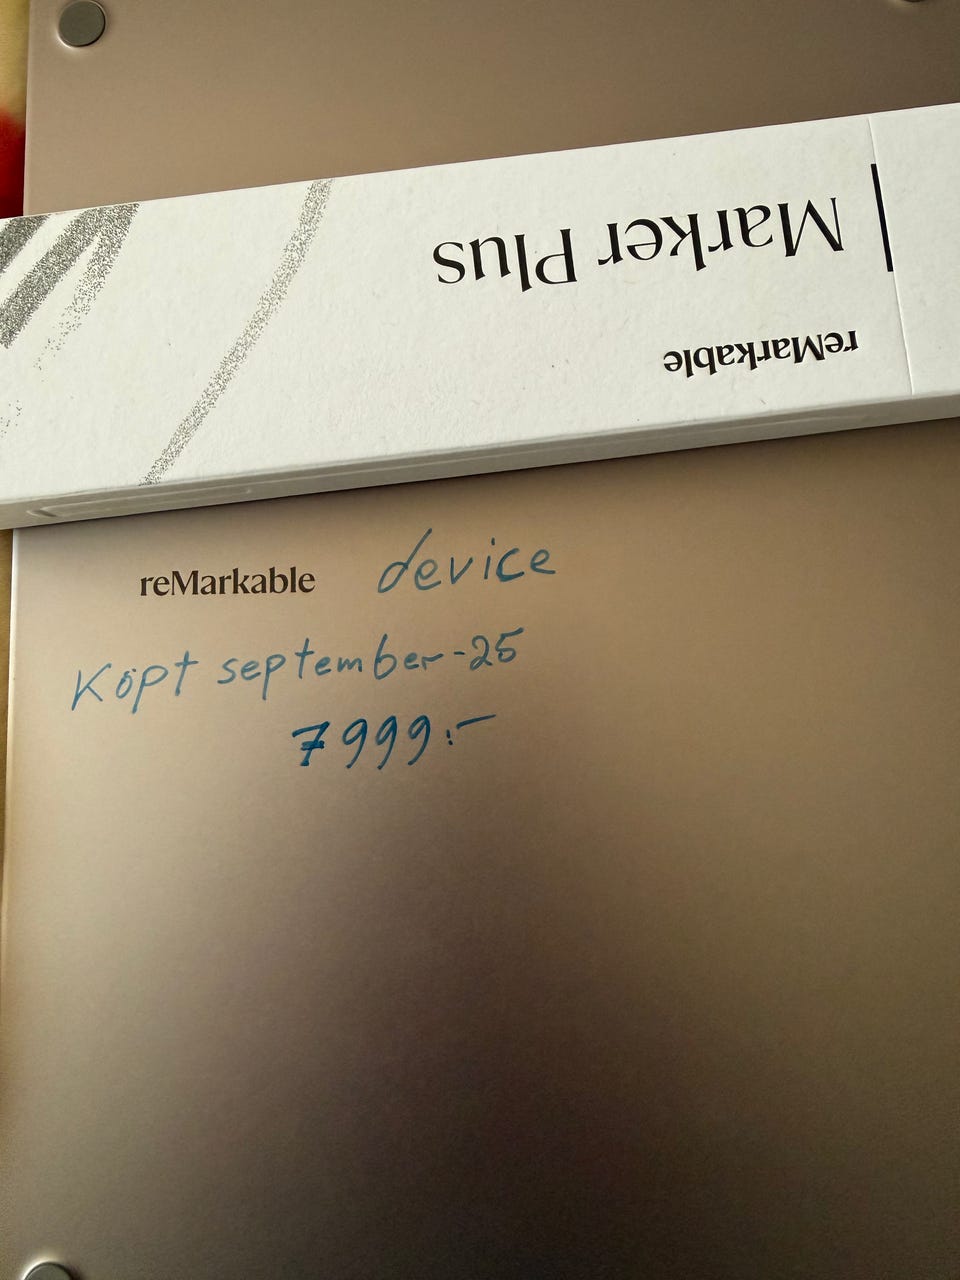 Marker Plus
reMarkable
reMarkable device
Köpt september-25
7999:-